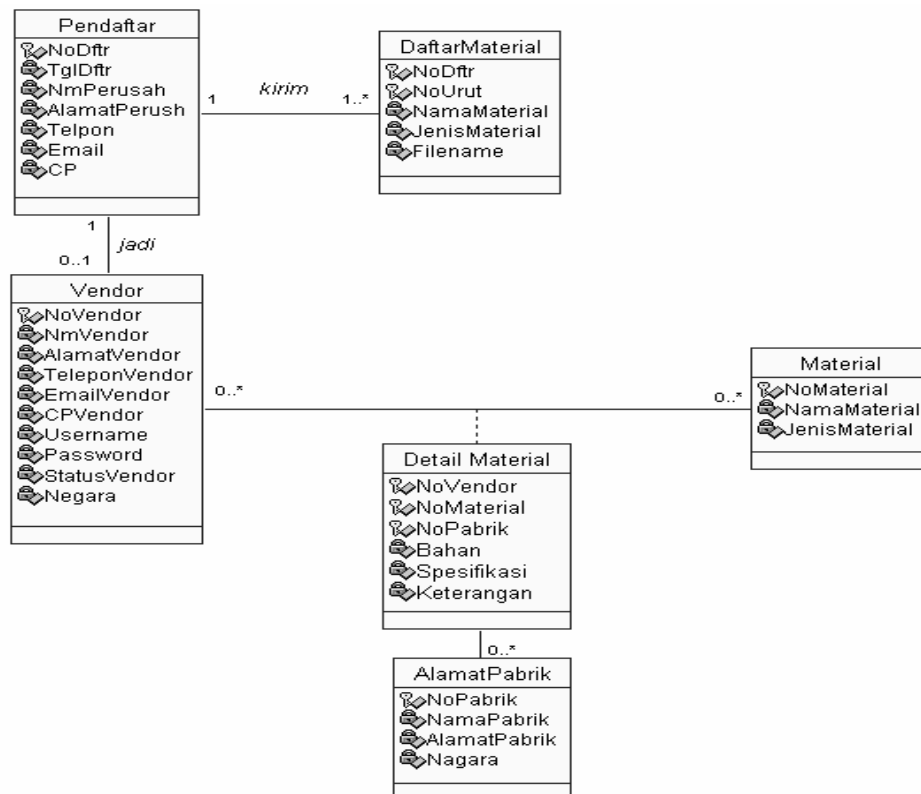 Pendaftar
NoDftr
TglDftr
NmPerusah
AlamatPerush
Telpon
Email
CP
1
kirim
1..*
DaftarMaterial
NoDftr
NoUrut
NamaMaterial
JenisMaterial
Filename
1
jadi
0..1
Vendor
NoVendor
NmVendor
AlamatVendor
TeleponVendor
EmailVendor
CPVendor
Username
Password
StatusVendor
Negara
0..*
0..*
Material
NoMaterial
NamaMaterial
JenisMaterial
Detail Material
NoVendor
NoMaterial
NoPabrik
Bahan
Spesifikasi
Keterangan
0..*
AlamatPabrik
NoPabrik
NamaPabrik
AlamatPabrik
Nagara